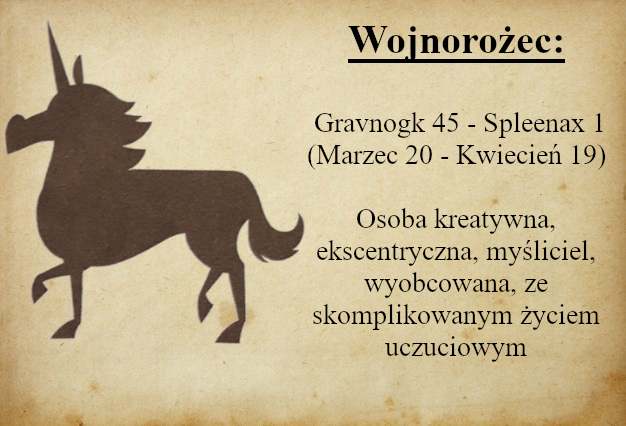 Wojnorożec:
Gravnogk 45 - Spleenax 1
(Marzec 20 - Kwiecień 19)
Osoba kreatywna,
ekscentryczna, myśliciel,
wyobcowana, ze
skomplikowanym życiem
uczuciowym